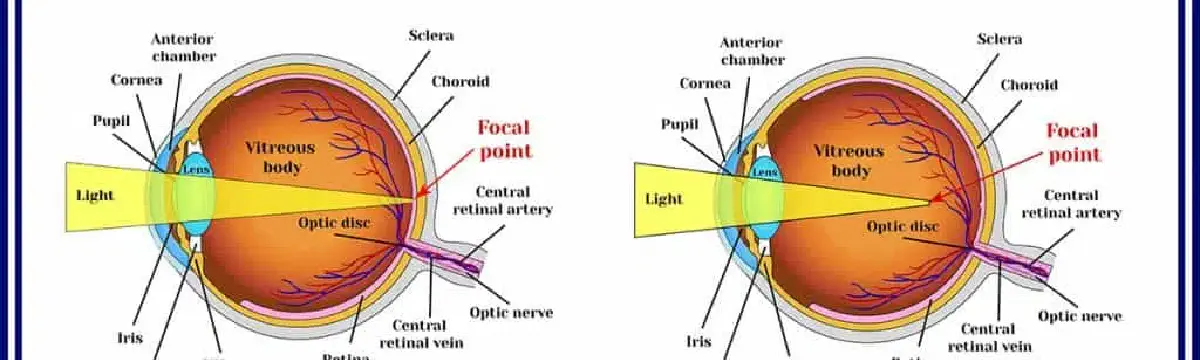 Anterior
chamber
Sclera
Cornea
Choroid
Pupil
Focal
point
Vitreous
body
Lens
Light
Central
retinal artery
Optic disc
Optic nerve
Iris
Central
retinal vein
Retina
Anterior
chamber
Sclera
Cornea
Choroid
Pupil
Focal
point
Vitreous
body
Lens
Light
Central
retinal artery
Optic disc
Optic nerve
Iris
Central
retinal vein